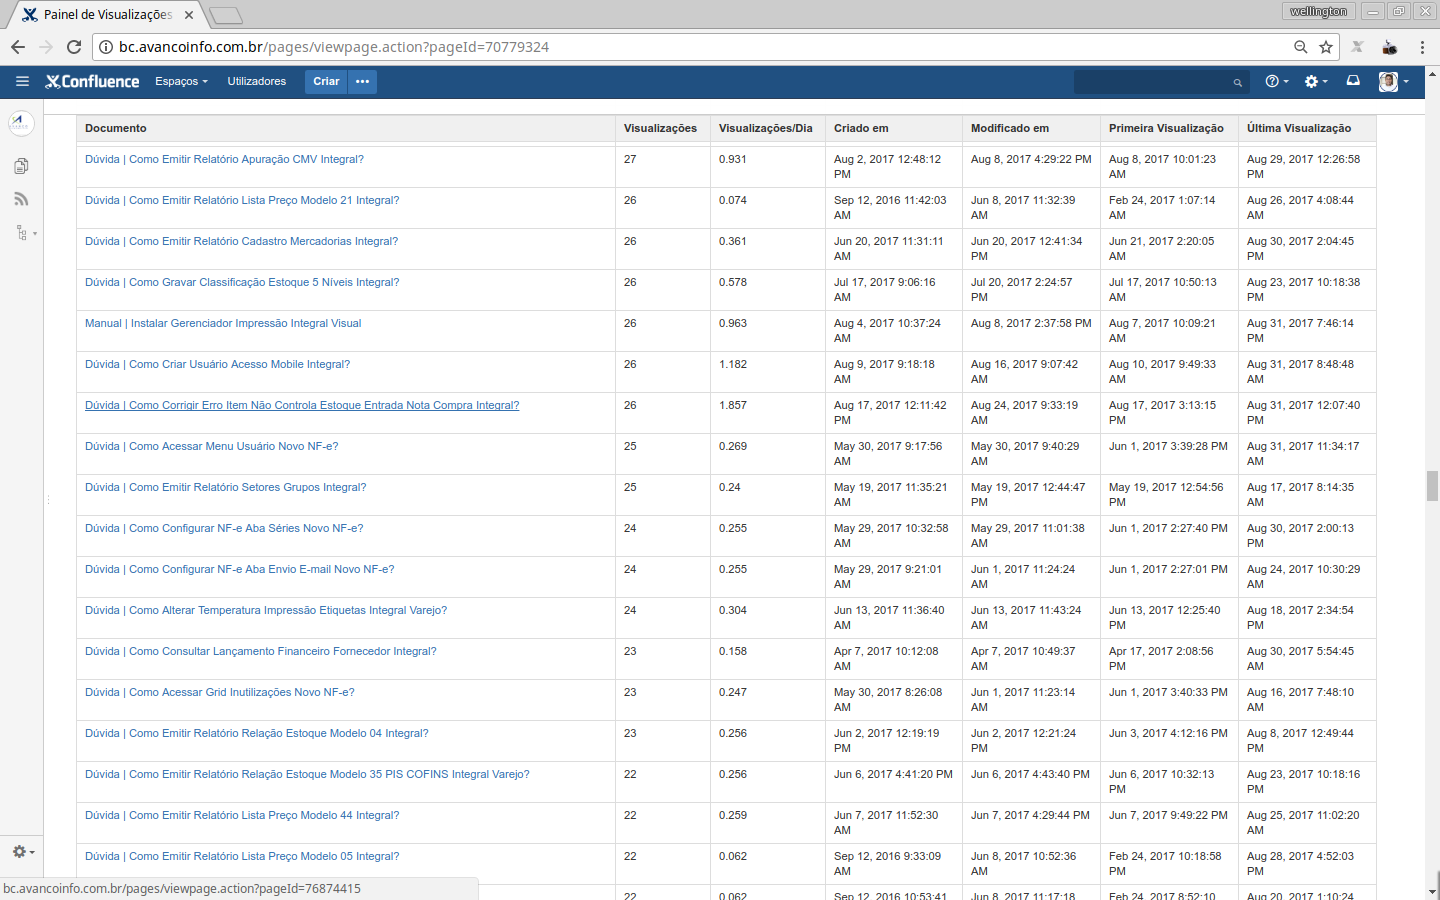 Painel de Visualizações
wellington
bc.avancoinfo.com.br/pages/viewpage.action?pageId=70779324
Confluence Espaços Utilizadores Criar •••
Documento Visualizações Visualizações/Dia Criado em Modificado em Primeira Visualização Última Visualização
Dúvida | Como Emitir Relatório Apuração CMV Integral? 27 0.931 Aug 2, 2017 12:48:12 PM Aug 8, 2017 4:29:22 PM Aug 8, 2017 10:01:23 AM Aug 29, 2017 12:26:58 PM
Dúvida | Como Emitir Relatório Lista Preço Modelo 21 Integral? 26 0.074 Sep 12, 2016 11:42:03 AM Jun 8, 2017 11:32:39 AM Feb 24, 2017 1:07:14 AM Aug 26, 2017 4:08:44 AM
Dúvida | Como Emitir Relatório Cadastro Mercadorias Integral? 26 0.361 Jun 20, 2017 11:31:11 AM Jun 20, 2017 12:41:34 PM Jun 21, 2017 2:20:05 AM Aug 30, 2017 2:04:45 PM
Dúvida | Como Gravar Classificação Estoque 5 Níveis Integral? 26 0.578 Jul 17, 2017 9:06:16 AM Jul 20, 2017 2:24:57 PM Jul 17, 2017 10:50:13 AM Aug 23, 2017 10:18:38 PM
Manual | Instalar Gerenciador Impressão Integral Visual 26 0.963 Aug 4, 2017 10:37:24 AM Aug 8, 2017 2:37:58 PM Aug 7, 2017 10:09:21 AM Aug 31, 2017 7:46:14 PM
Dúvida | Como Criar Usuário Acesso Mobile Integral? 26 1.182 Aug 9, 2017 9:18:18 AM Aug 16, 2017 9:07:42 AM Aug 10, 2017 9:49:33 AM Aug 31, 2017 8:48:48 AM
Dúvida | Como Corrigir Erro Item Não Controla Estoque Entrada Nota Compra Integral? 26 1.857 Aug 17, 2017 12:11:42 PM Aug 24, 2017 9:33:19 AM Aug 17, 2017 3:13:15 PM Aug 31, 2017 12:07:40 PM
Dúvida | Como Acessar Menu Usuário Novo NF-e? 25 0.269 May 30, 2017 9:17:56 AM May 30, 2017 9:40:29 AM Jun 1, 2017 3:39:28 PM Aug 31, 2017 11:34:17 AM
Dúvida | Como Emitir Relatório Setores Grupos Integral? 25 0.24 May 19, 2017 11:35:21 AM May 19, 2017 12:44:47 PM May 19, 2017 12:54:56 PM Aug 17, 2017 8:14:35 AM
Dúvida | Como Configurar NF-e Aba Séries Novo NF-e? 24 0.255 May 29, 2017 10:32:58 AM May 29, 2017 11:01:38 AM Jun 1, 2017 2:27:40 PM Aug 30, 2017 2:00:13 PM
Dúvida | Como Configurar NF-e Aba Envio E-mail Novo NF-e? 24 0.255 May 29, 2017 9:21:01 AM Jun 1, 2017 11:24:24 AM Jun 1, 2017 2:27:01 PM Aug 24, 2017 10:30:29 AM
Dúvida | Como Alterar Temperatura Impressão Etiquetas Integral Varejo? 24 0.304 Jun 13, 2017 11:36:40 AM Jun 13, 2017 11:43:24 AM Jun 13, 2017 12:25:40 PM Aug 18, 2017 2:34:54 PM
Dúvida | Como Consultar Lançamento Financeiro Fornecedor Integral? 23 0.158 Apr 7, 2017 10:12:08 AM Apr 7, 2017 10:49:37 AM Apr 17, 2017 2:08:56 PM Aug 30, 2017 5:54:45 AM
Dúvida | Como Acessar Grid Inutilizações Novo NF-e? 23 0.247 May 30, 2017 8:26:08 AM Jun 1, 2017 11:23:14 AM Jun 1, 2017 3:40:33 PM Aug 16, 2017 7:48:10 AM
Dúvida | Como Emitir Relatório Relação Estoque Modelo 04 Integral? 23 0.256 Jun 2, 2017 12:19:19 PM Jun 2, 2017 12:21:24 PM Jun 3, 2017 4:12:16 PM Aug 8, 2017 12:49:44 PM
Dúvida | Como Emitir Relatório Relação Estoque Modelo 35 PIS COFINS Integral Varejo? 22 0.256 Jun 6, 2017 4:41:20 PM Jun 6, 2017 4:43:40 PM Jun 6, 2017 10:32:13 PM Aug 23, 2017 10:18:16 PM
Dúvida | Como Emitir Relatório Lista Preço Modelo 44 Integral? 22 0.259 Jun 7, 2017 11:52:30 AM Jun 7, 2017 4:29:44 PM Jun 7, 2017 9:49:22 PM Aug 25, 2017 11:02:20 AM
Dúvida | Como Emitir Relatório Lista Preço Modelo 05 Integral? 22 0.062 Sep 12, 2016 9:33:09 AM Jun 8, 2017 10:52:36 AM Feb 24, 2017 10:18:58 PM Aug 28, 2017 4:52:03 PM
bc.avancoinfo.com.br/pages/viewpage.action?pageId=76874415
22 0.062 Sep 12, 2016 10:53:41 Jun 8, 2017 11:17:18 Feb 24, 2017 8:52:10 Aug 20, 2017 1:10:24